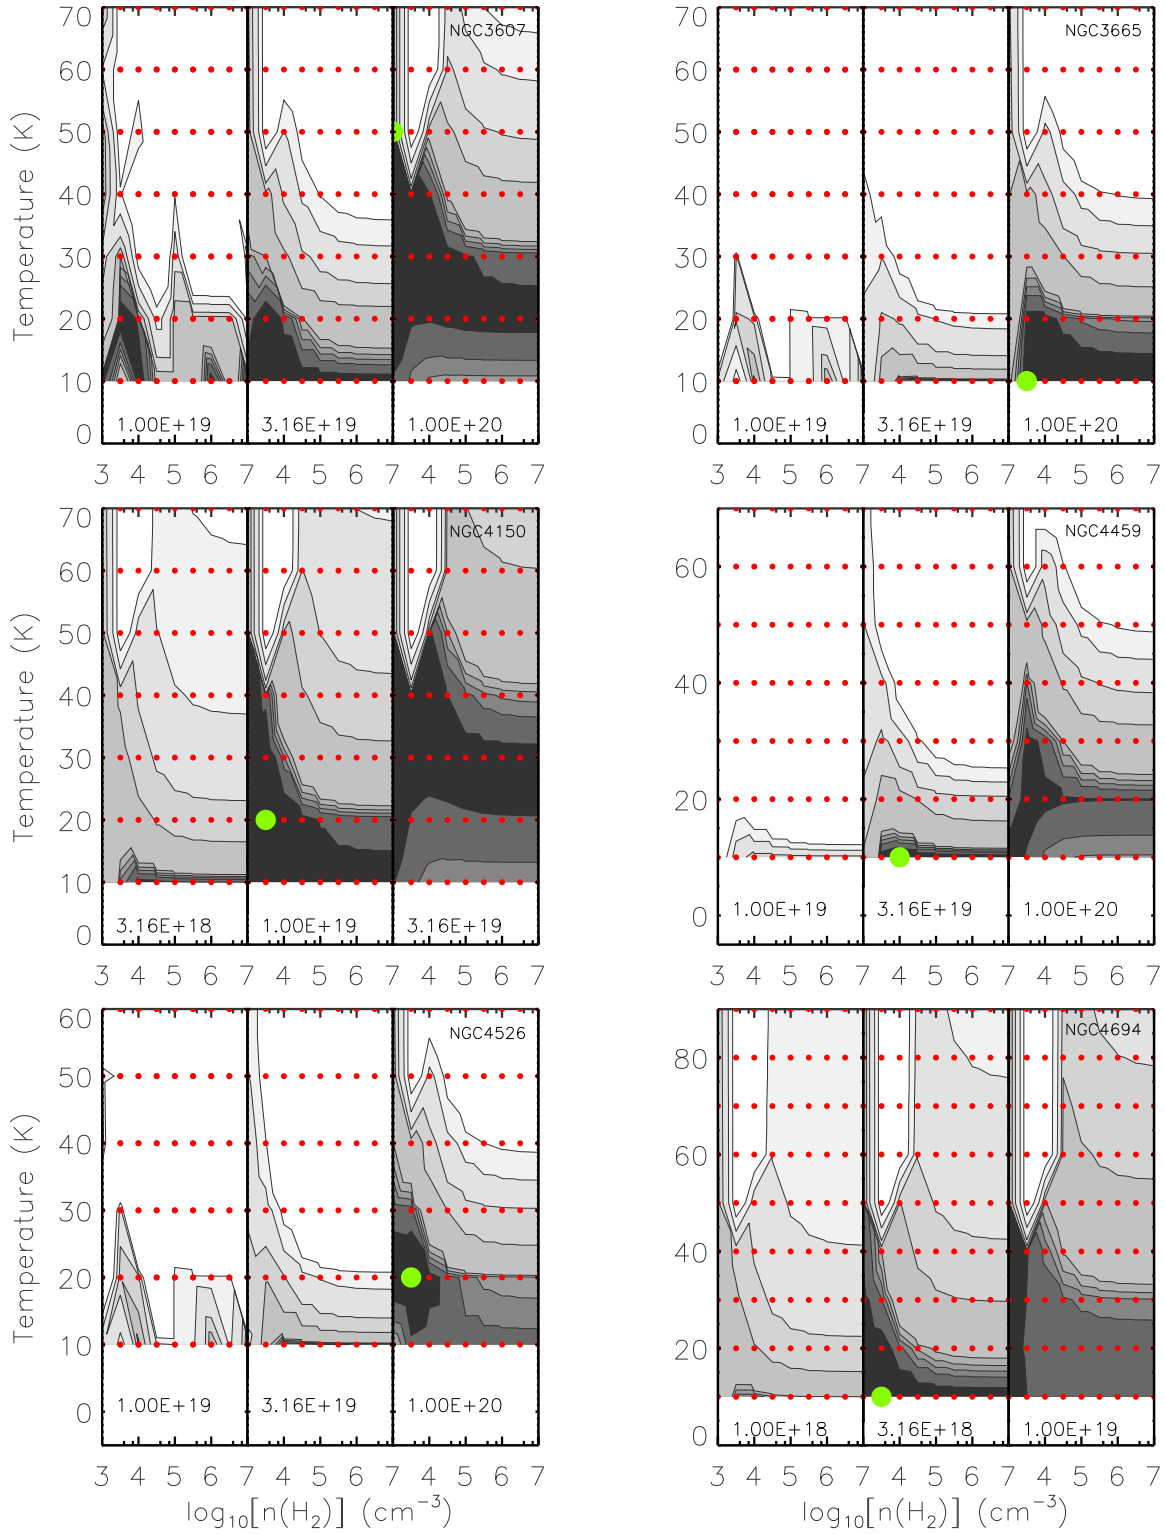 70
60
50
40
30
20
10
0
Temperature (K)
NGC3607
1.00E+19
3.16E+19
1.00E+20
3 4 5 6 7 4 5 6 7 4 5 6 7
70
60
50
40
30
20
10
0
NGC3665
1.00E+19
3.16E+19
1.00E+20
3 4 5 6 7 4 5 6 7 4 5 6 7
70
60
50
40
30
20
10
0
Temperature (K)
NGC4150
3.16E+18
1.00E+19
3.16E+19
3 4 5 6 7 4 5 6 7 4 5 6 7
60
40
20
0
NGC4459
1.00E+19
3.16E+19
1.00E+20
3 4 5 6 7 4 5 6 7 4 5 6 7
60
50
40
30
20
10
0
Temperature (K)
NGC4526
1.00E+19
3.16E+19
1.00E+20
3 4 5 6 7 4 5 6 7 4 5 6 7
log₁₀[n(H₂)] (cm⁻³)
80
60
40
20
0
NGC4694
1.00E+18
3.16E+18
1.00E+19
3 4 5 6 7 4 5 6 7 4 5 6 7
log₁₀[n(H₂)] (cm⁻³)